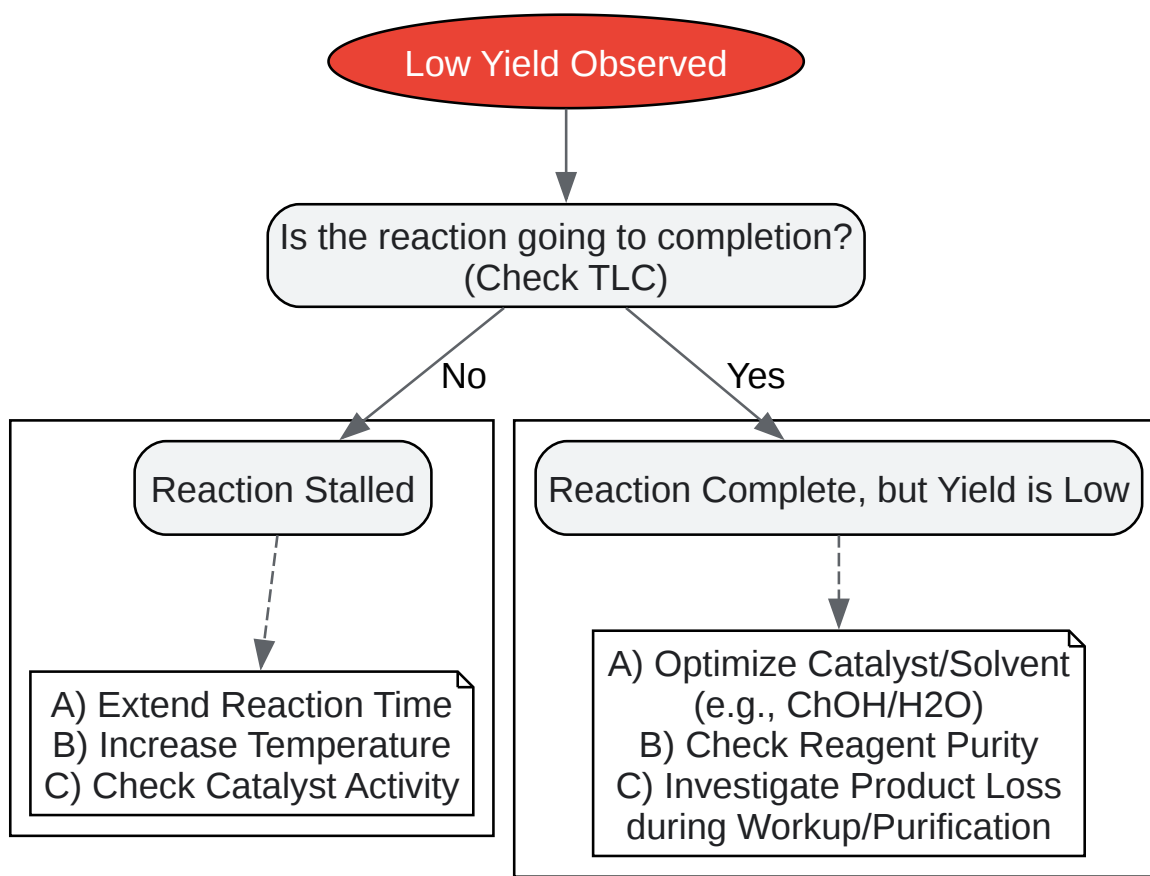 Low Yield Observed
Is the reaction going to completion?
(Check TLC)
No
Yes
Reaction Stalled
Reaction Complete, but Yield is Low
A) Extend Reaction Time
B) Increase Temperature
C) Check Catalyst Activity
A) Optimize Catalyst/Solvent
(e.g., ChOH/H2O)
B) Check Reagent Purity
C) Investigate Product Loss
during Workup/Purification